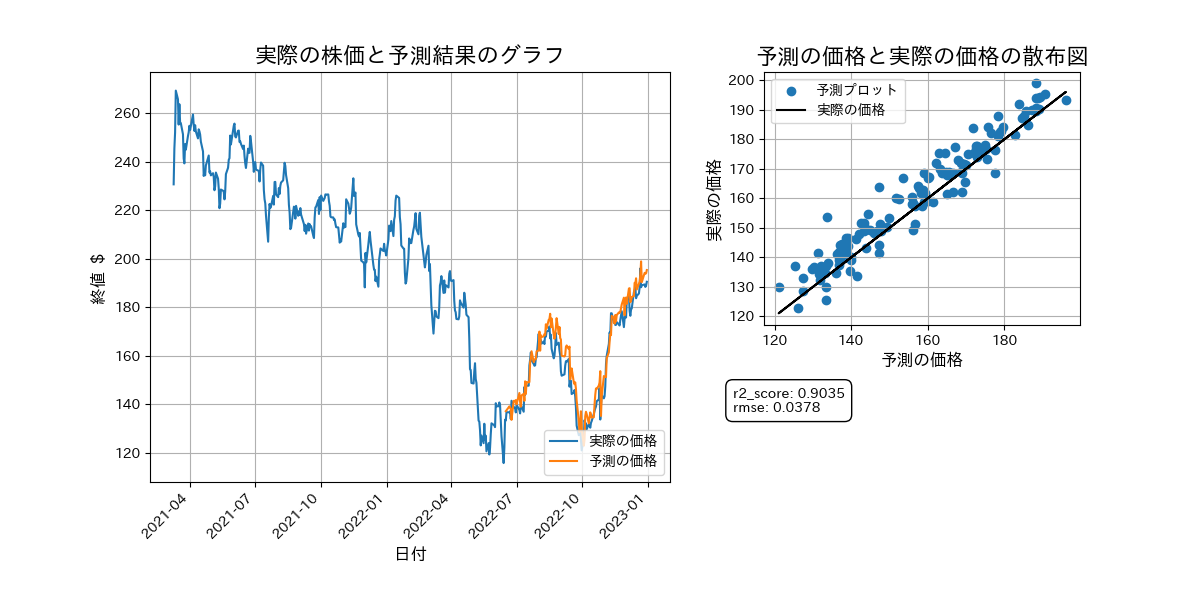 実際の株価と予測結果のグラフ
終値 $
260
240
220
200
180
160
140
120
2021-04
2021-07
2021-10
2022-01
2022-04
2022-07
2022-10
2023-01
日付
実際の価格
予測の価格
予測の価格と実際の価格の散布図
実際の価格
200
190
180
170
160
150
140
130
120
120
140
160
180
予測の価格
予測プロット
実際の価格
r2_score: 0.9035
rmse: 0.0378